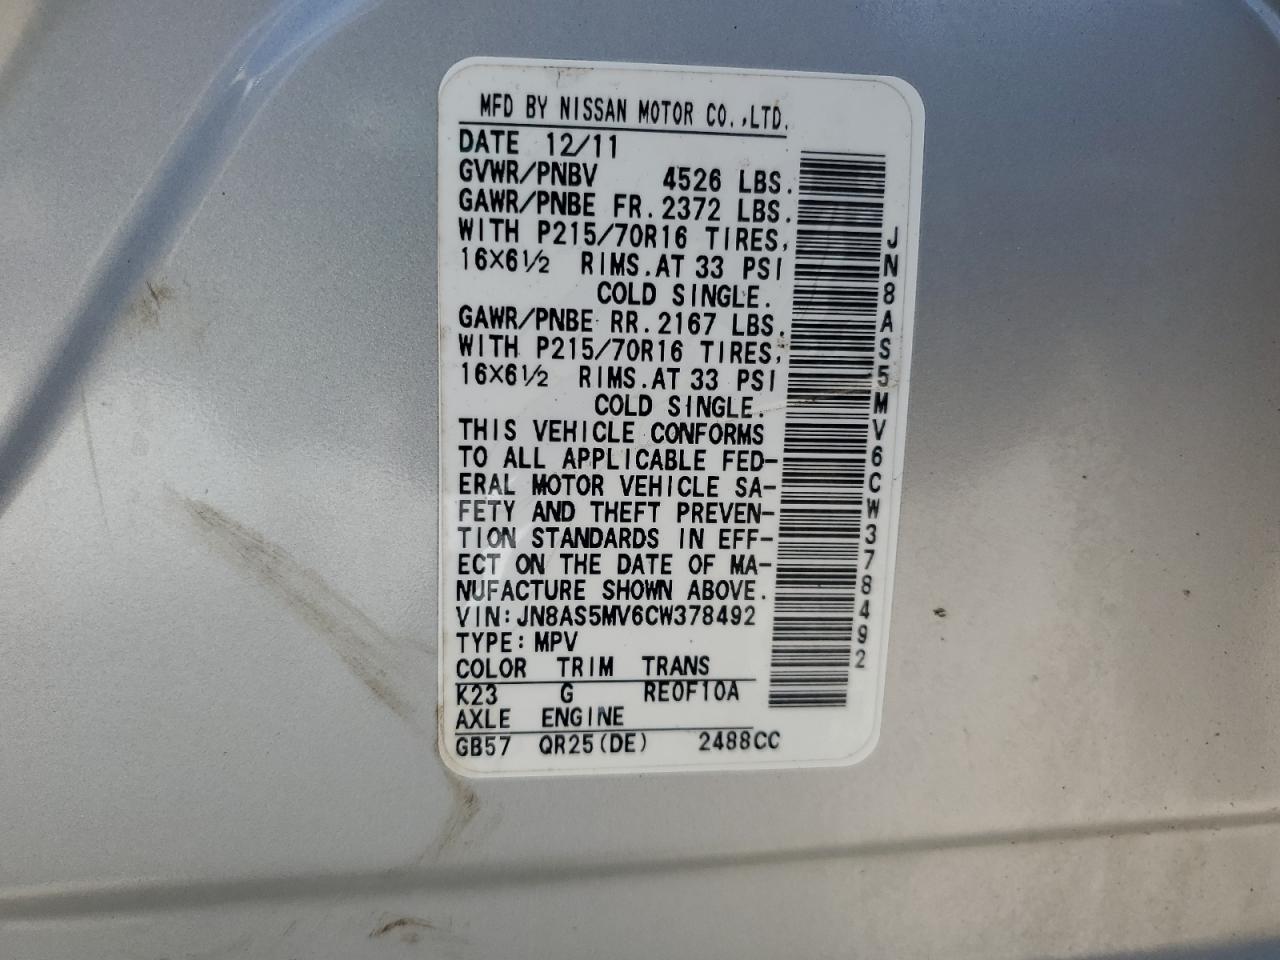 MFD BY NISSAN MOTOR CO.,LTD.
DATE 12/11
GVWR/PNBV 4526 LBS.
GAWR/PNBE FR. 2372 LBS.
WITH P215/70R16 TIRES,
16X6½ RIMS. AT 33 PSI
COLD SINGLE.
GAWR/PNBE RR. 2167 LBS.
WITH P215/70R16 TIRES,
16X6½ RIMS. AT 33 PSI
COLD SINGLE.
THIS VEHICLE CONFORMS
TO ALL APPLICABLE FED-
ERAL MOTOR VEHICLE SA-
FETY AND THEFT PREVEN-
TION STANDARDS IN EFF-
ECT ON THE DATE OF MA-
NUFACTURE SHOWN ABOVE.
VIN: JN8AS5MV6CW378492
TYPE: MPV
COLOR TRIM TRANS
K23 G RE0F10A
AXLE ENGINE
GB57 QR25(DE) 2488CC
JN8AS5MV6CW378492